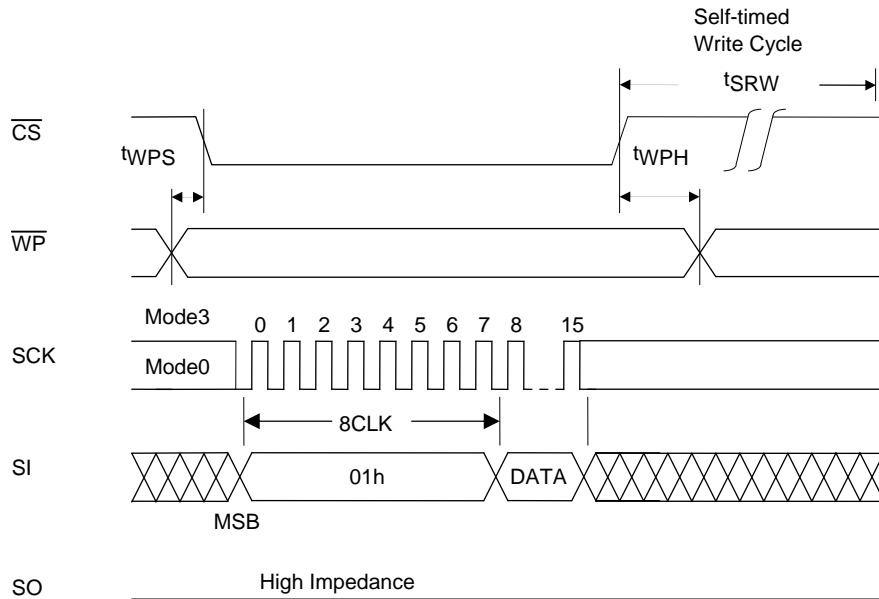 Self-timed
Write Cycle
tSRW
CS
tWPS
tWPH
WP
Mode3
0 1 2 3 4 5 6 7 8 15
SCK
Mode0
8CLK
SI
01h
DATA
MSB
SO
High Impedance